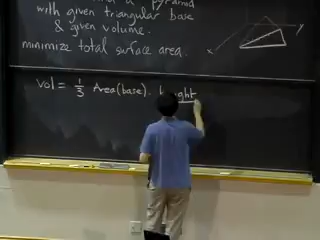 a pyramid
with given triangular base
& given volume.
minimize total surface area.
x
y
Vol = 1/3 Area (base). height